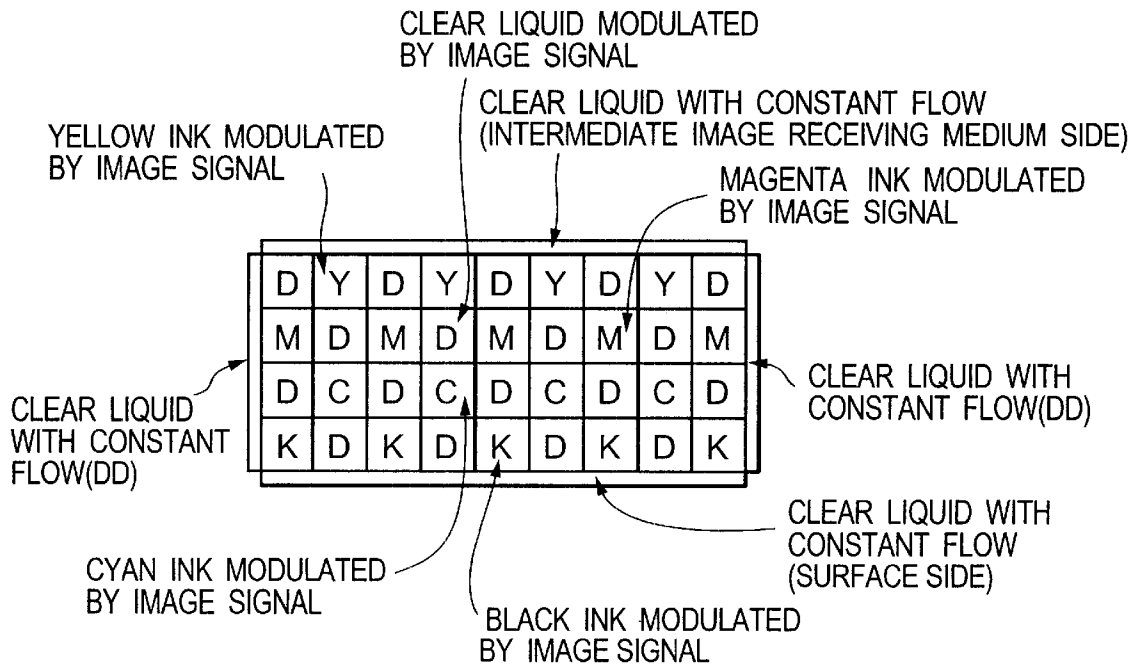 CLEAR LIQUID MODULATED
BY IMAGE SIGNAL
CLEAR LIQUID WITH CONSTANT FLOW
(INTERMEDIATE IMAGE RECEIVING MEDIUM SIDE)
YELLOW INK MODULATED
BY IMAGE SIGNAL
MAGENTA INK MODULATED
BY IMAGE SIGNAL
D Y D Y D Y D Y D
M D M D M D M D M
D C D C D C D C D
K D K D K D K D K
CLEAR LIQUID
WITH CONSTANT
FLOW(DD)
CLEAR LIQUID WITH
CONSTANT FLOW(DD)
CLEAR LIQUID WITH
CONSTANT FLOW
(SURFACE SIDE)
CYAN INK MODULATED
BY IMAGE SIGNAL
BLACK INK MODULATED
BY IMAGE SIGNAL